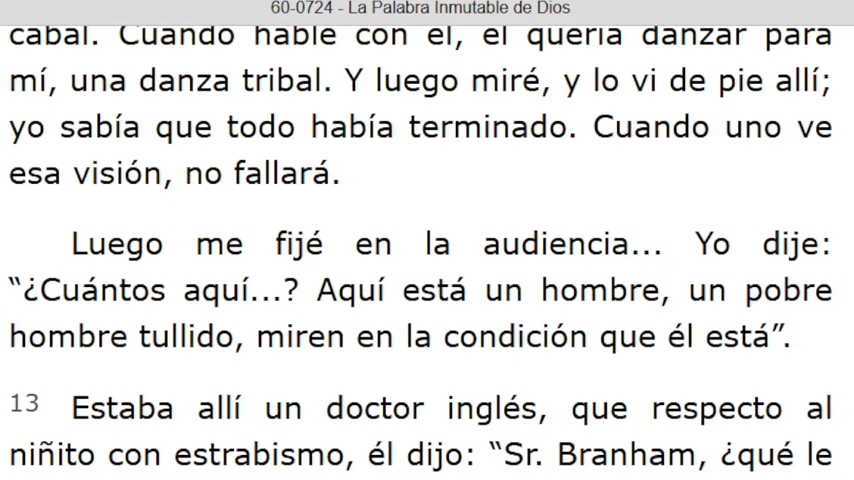 60-0724 - La Palabra Inmutable de Dios
cabal. Cuando hablé con él, él quería danzar para
mí, una danza tribal. Y luego miré, y lo vi de pie allí;
yo sabía que todo había terminado. Cuando uno ve
esa visión, no fallará.
Luego me fijé en la audiencia... Yo dije:
“¿Cuántos aquí...? Aquí está un hombre, un pobre
hombre tullido, miren en la condición que él está”.
13 Estaba allí un doctor inglés, que respecto al
niñito con estrabismo, él dijo: “Sr. Branham, ¿qué le